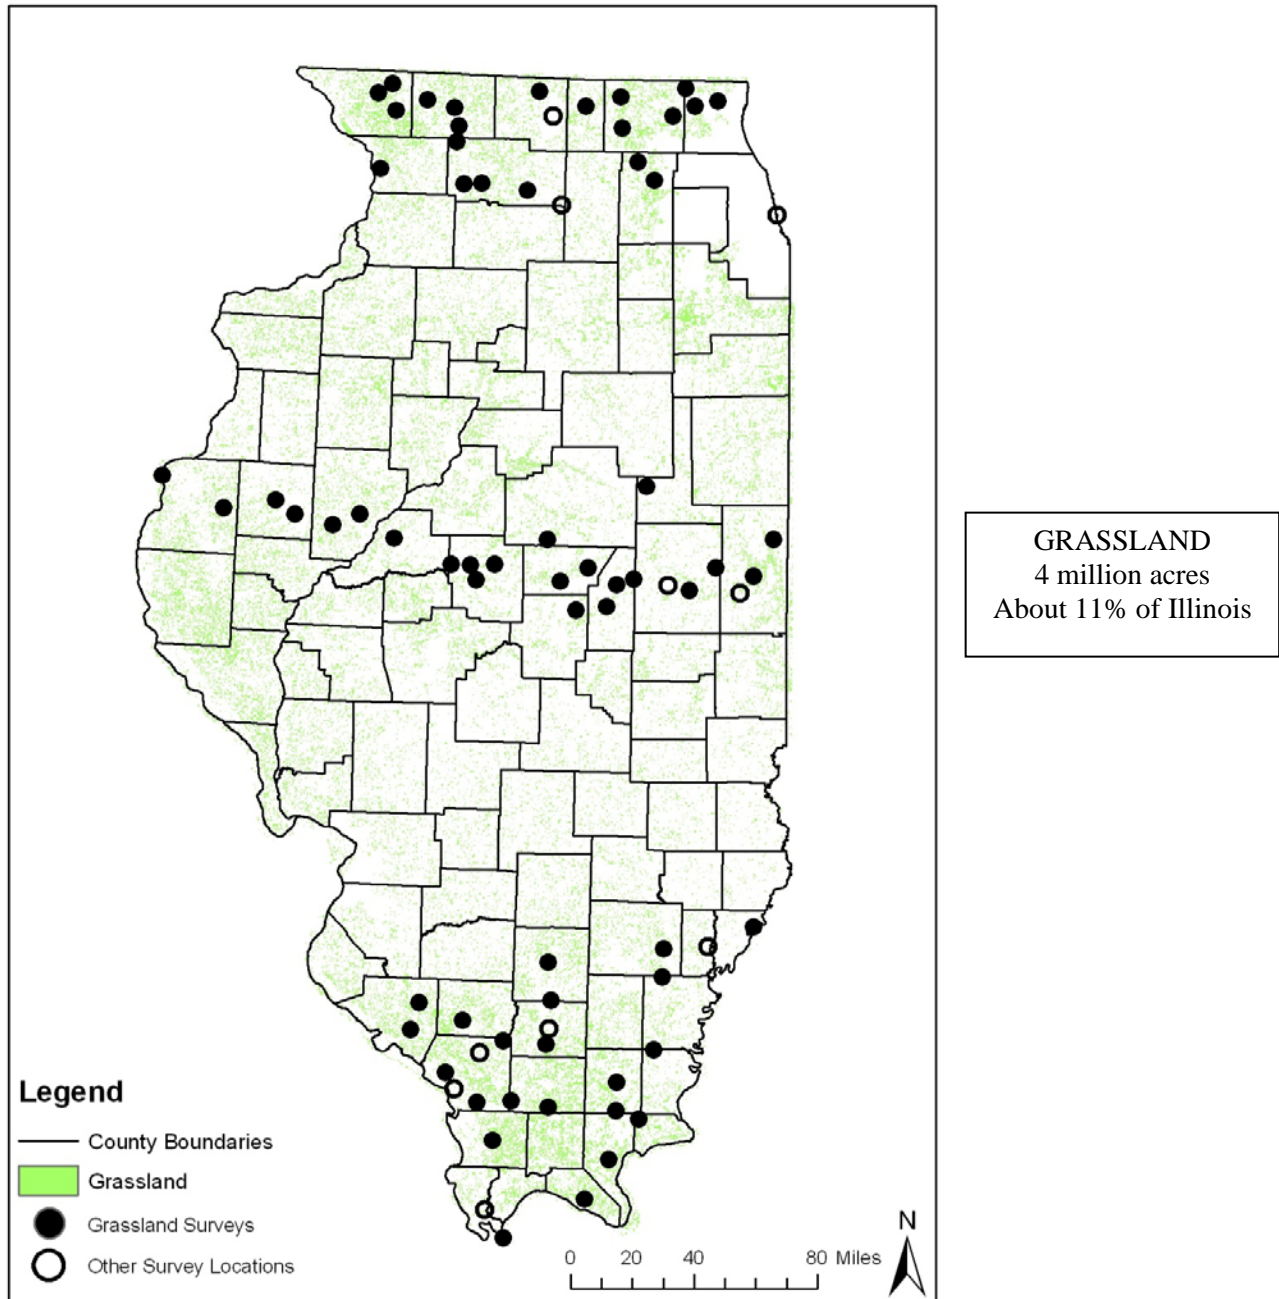 GRASSLAND
4 million acres
About 11% of Illinois
Legend
County Boundaries
Grassland
Grassland Surveys
Other Survey Locations
0 20 40 80 Miles
N